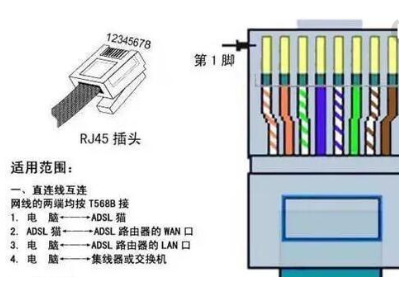 12345678
第1脚
RJ45 插头
适用范围：
一、直连线互连
网线的两端均按 T568B 接
1. 电 脑←→ADSL 猫
2. ADSL 猫←→ADSL 路由器的 WAN 口
3. 电 脑←→ADSL 路由器的 LAN 口
4. 电 脑←→集线器或交换机